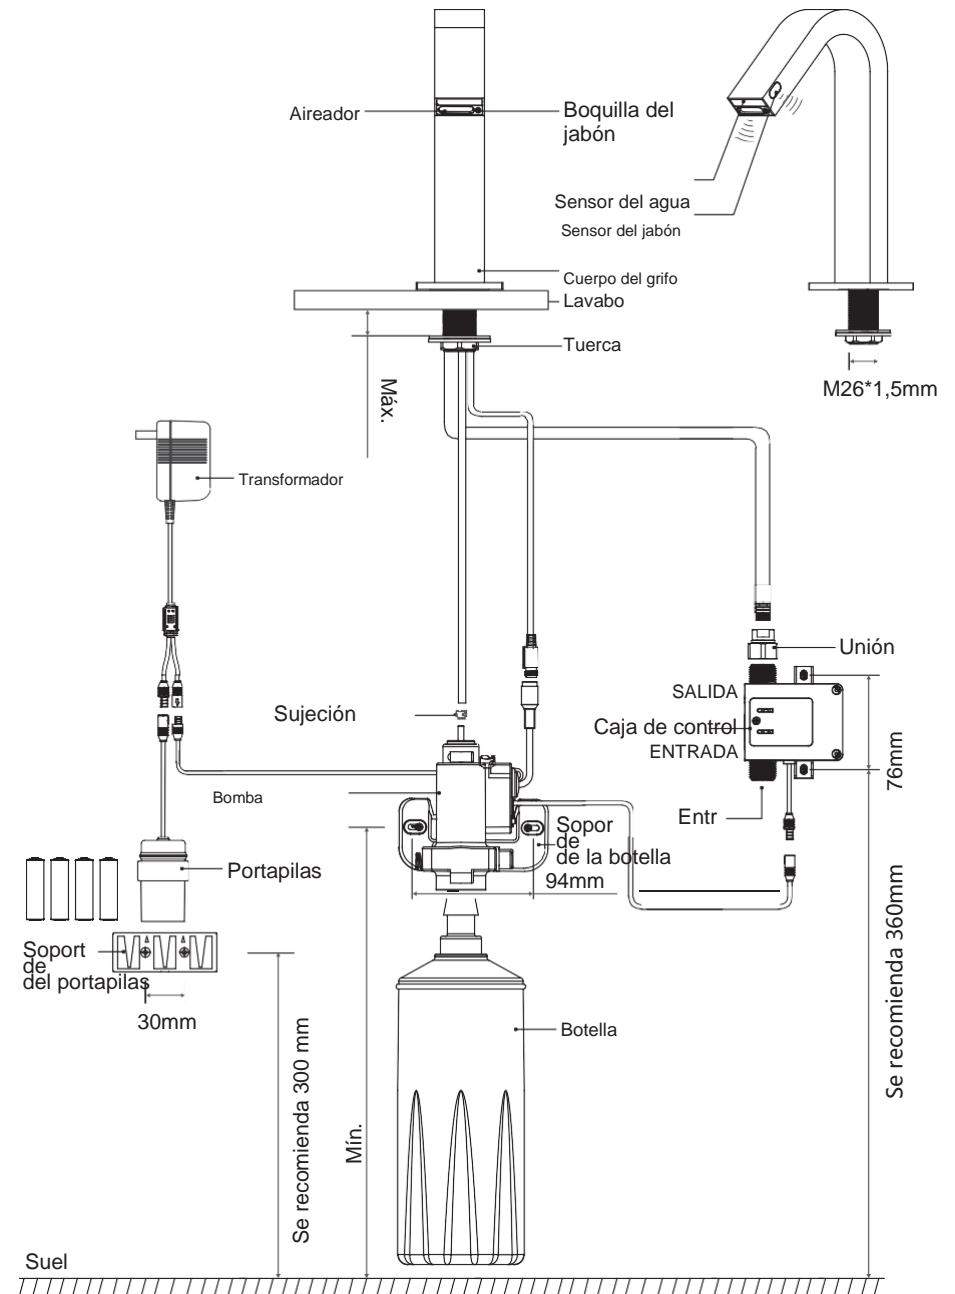 Aireador
Boquilla del
jabón
Sensor del agua
Sensor del jabón
Cuerpo del grifo
Lavabo
Tuerca
Máx.
M26*1,5mm
Transformador
Unión
SALIDA
Sujeción
Caja de control
ENTRADA
76mm
Bomba
Entr
Sopor
de
de la botella
Portapilas
94mm
Se recomienda 360mm
Soport
de
del portapilas
30mm
Botella
Se recomienda 300 mm
Mín.
Suel